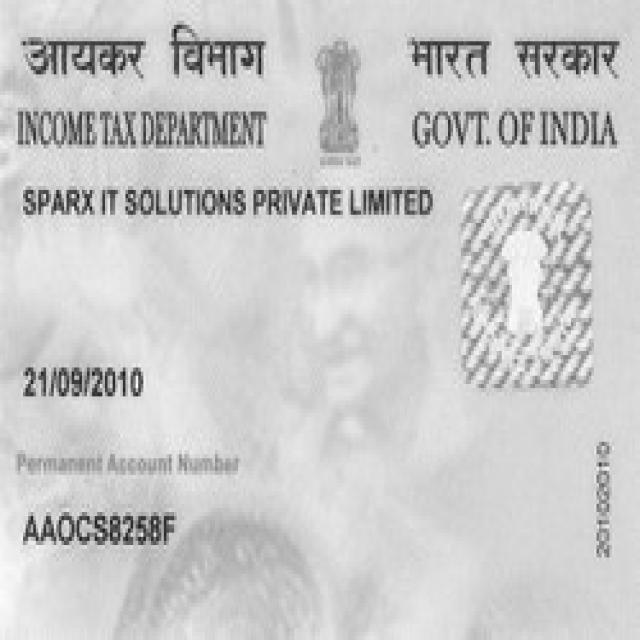 आयकर विभाग भारत सरकार
INCOME TAX DEPARTMENT GOVT. OF INDIA
SPARX IT SOLUTIONS PRIVATE LIMITED
21/09/2010
Permanent Account Number
AAOCS8258F
20102010